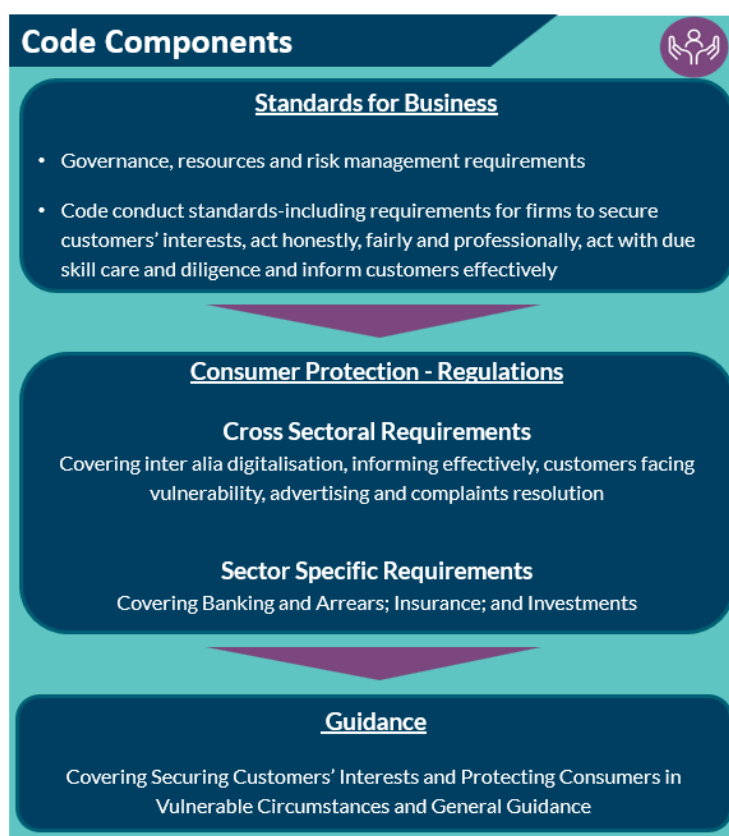 Code Components
Standards for Business
• Governance, resources and risk management requirements
• Code conduct standards-including requirements for firms to secure
customers’ interests, act honestly, fairly and professionally, act with due
skill care and diligence and inform customers effectively
Consumer Protection - Regulations
Cross Sectoral Requirements
Covering inter alia digitalisation, informing effectively, customers facing
vulnerability, advertising and complaints resolution
Sector Specific Requirements
Covering Banking and Arrears; Insurance; and Investments
Guidance
Covering Securing Customers’ Interests and Protecting Consumers in
Vulnerable Circumstances and General Guidance